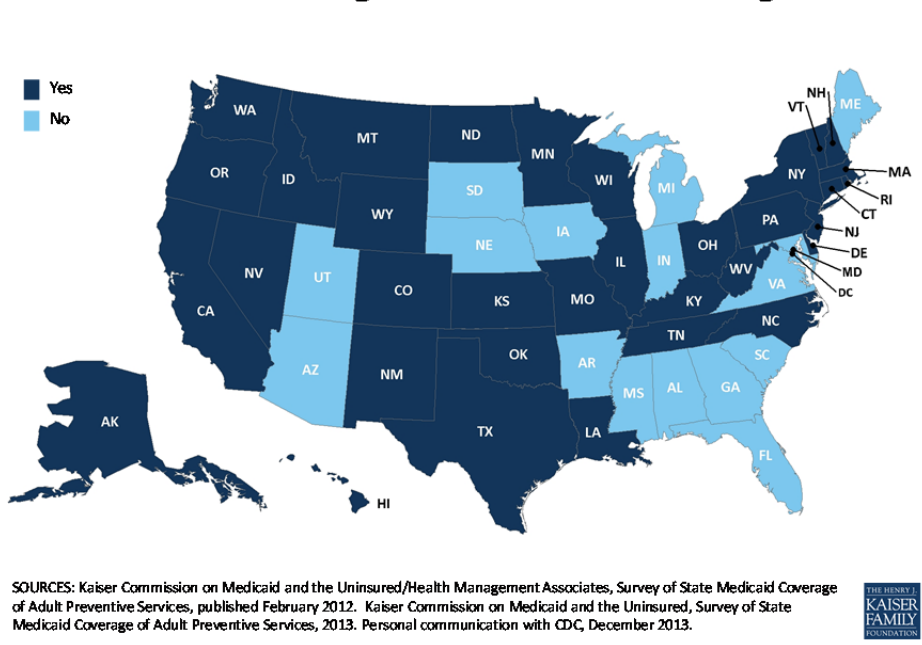 Yes
No
WA
MT
ND
MN
OR
ID
WY
SD
WI
MI
NY
VT
NH
ME
MA
RI
CT
NJ
DE
MD
DC
PA
IA
NE
NV
UT
CO
KS
MO
IL
IN
OH
WV
VA
KY
CA
AZ
NM
OK
AR
TN
NC
SC
MS
AL
GA
TX
LA
FL
AK
HI
SOURCES: Kaiser Commission on Medicaid and the Uninsured/Health Management Associates, Survey of State Medicaid Coverage
of Adult Preventive Services, published February 2012. Kaiser Commission on Medicaid and the Uninsured, Survey of State
Medicaid Coverage of Adult Preventive Services, 2013. Personal communication with CDC, December 2013.
THE HENRY J.
KAISER
FAMILY
FOUNDATION